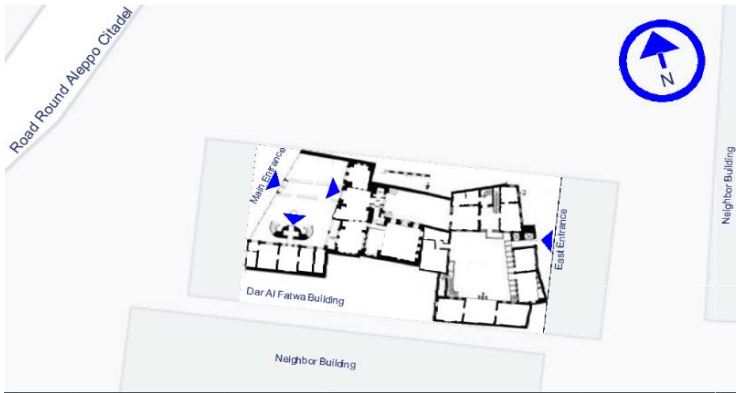 Road Round Aleppo Citadel
N
Main Entrance
East Entrance
Neighbor Building
Dar Al Fatwa Building
Neighbor Building